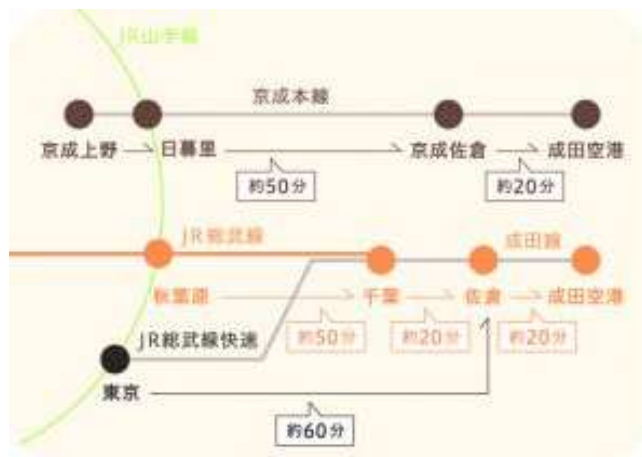 JR山手線
京成本線
京成上野 日暮里 京成佐倉 成田空港
約50分 約20分
JR総武線 成田線
秋葉原 千葉 佐倉 成田空港
約50分 約20分 約20分
JR総武線快速
東京
約60分